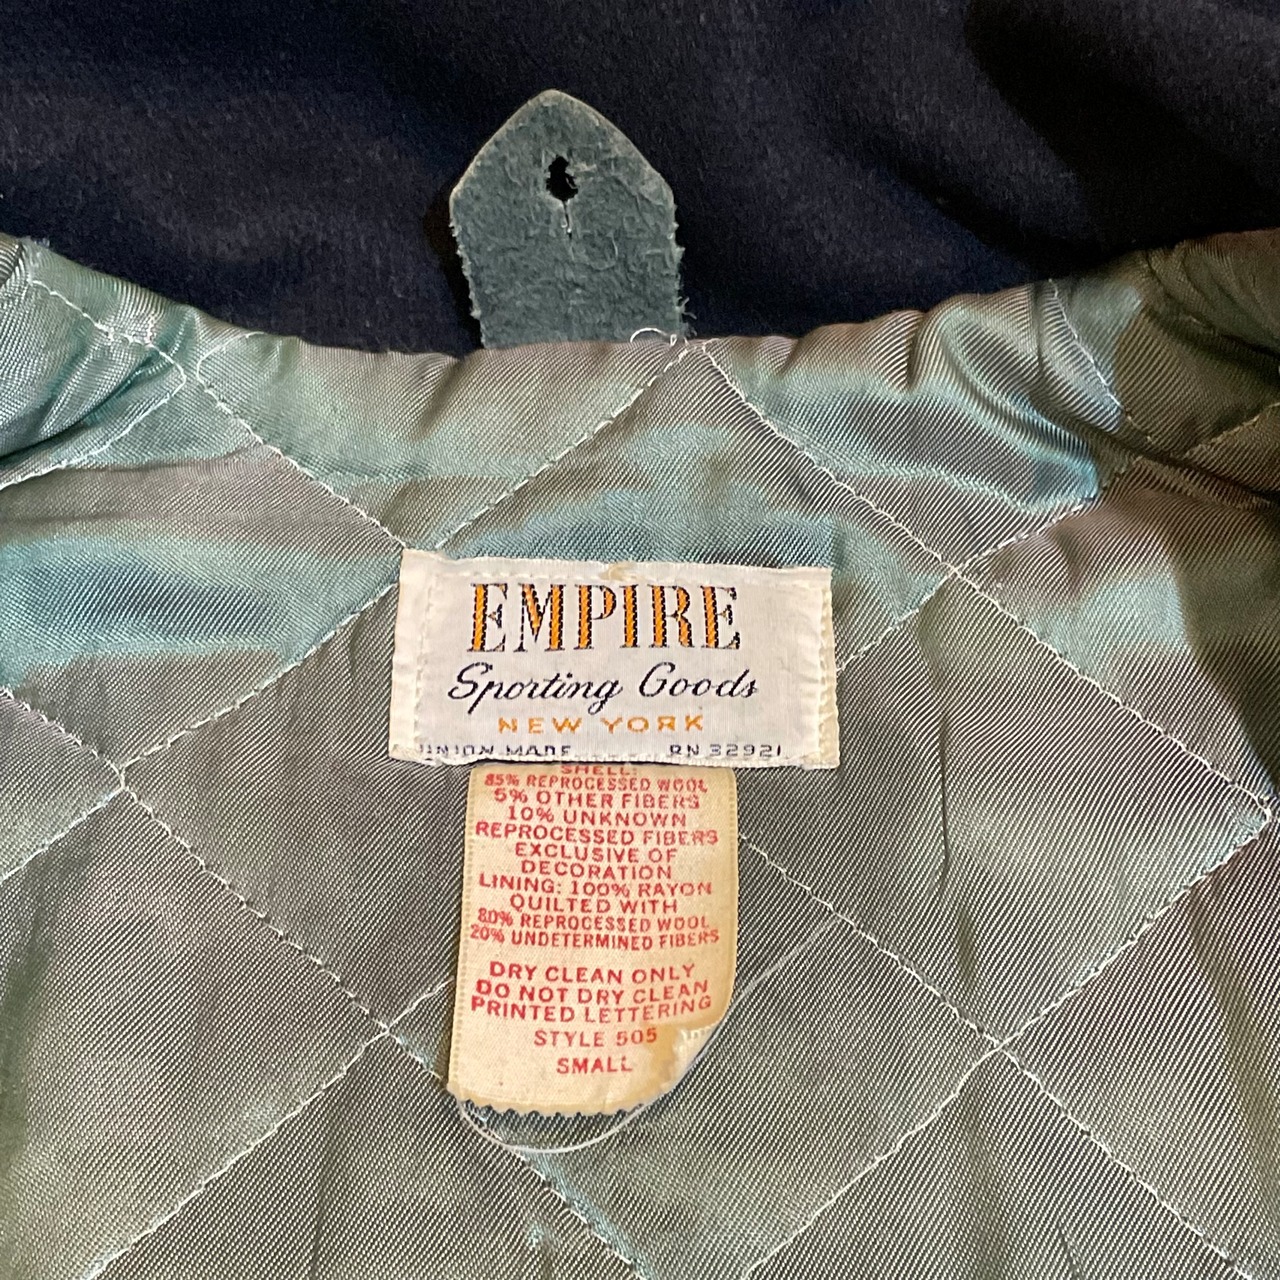 EMPIRE
Sporting Goods
NEW YORK
UNION MADE RN 32921
SHELL:
85% REPROCESSED WOOL
5% OTHER FIBERS
10% UNKNOWN
REPROCESSED FIBERS
EXCLUSIVE OF
DECORATION
LINING: 100% RAYON
QUILTED WITH
80% REPROCESSED WOOL
20% UNDETERMINED FIBERS
DRY CLEAN ONLY
DO NOT DRY CLEAN
PRINTED LETTERING
STYLE 505
SMALL